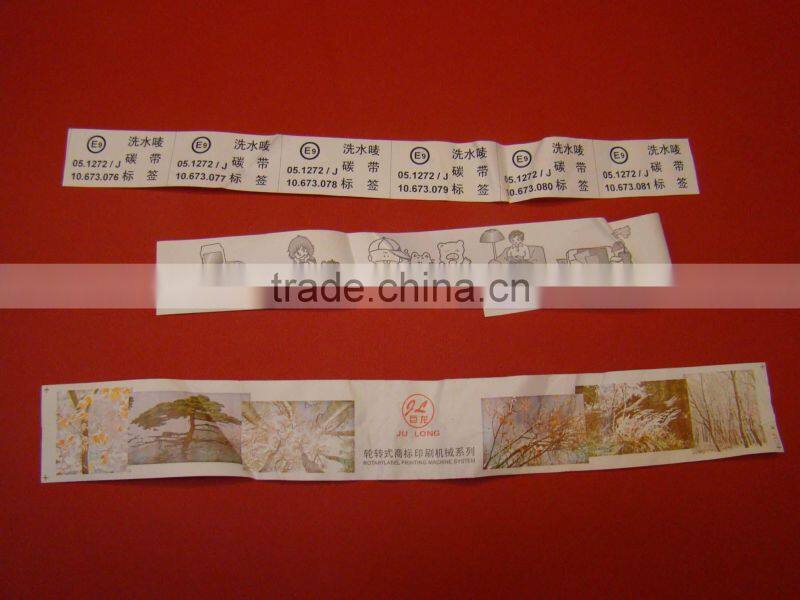 E9 洗水唛
05.1272 / J 碳 带
10.673.076 标 签
E9 洗水唛
05.1272 / J 碳 带
10.673.077 标 签
E9 洗水唛
05.1272 / J 碳 带
10.673.078 标 签
E9 洗水唛
05.1272 / J 碳 带
10.673.079 标 签
E9 洗水唛
05.1272 / J 碳 带
10.673.080 标 签
E9 洗水唛
05.1272 / J 碳 带
10.673.081 标 签
trade.china.cn
JL
巨龙
JU LONG
轮转式商标印刷机械系列
ROTARYLABEL PRINTING MACHINE SYSTEM